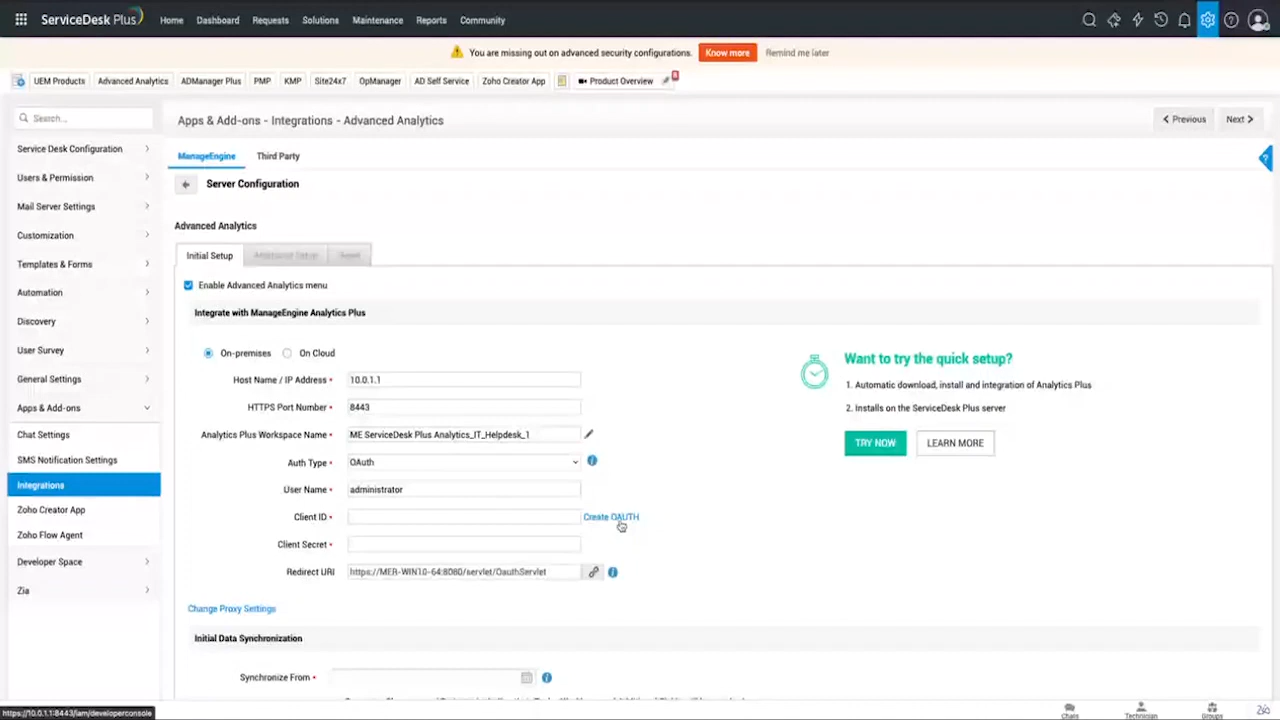 ServiceDesk Plus Home Dashboard Requests Solutions Maintenance Reports Community
You are missing out on advanced security configurations. Know more Remind me later
UEM Products Advanced Analytics ADManager Plus PMP KMP Site24x7 OpManager AD Self Service Zoho Creator App Product Overview
Search...
Apps & Add-ons - Integrations - Advanced Analytics
Previous Next
Service Desk Configuration
Users & Permission
Mail Server Settings
Customization
Templates & Forms
Automation
Discovery
User Survey
General Settings
Apps & Add-ons
Chat Settings
SMS Notification Settings
Integrations
Zoho Creator App
Zoho Flow Agent
Developer Space
Zia
ManageEngine Third Party
Server Configuration
Advanced Analytics
Initial Setup Additional Setup
Enable Advanced Analytics menu
Integrate with ManageEngine Analytics Plus
On-premises On Cloud
Host Name / IP Address * 10.0.1.1
HTTPS Port Number * 8443
Analytics Plus Workspace Name * ME ServiceDesk Plus Analytics_IT_Helpdesk_1
Auth Type * OAuth
User Name * administrator
Client ID * Create OAUTH
Client Secret *
Redirect URI https://MER-WIN10-64:8080/servlet/OauthServlet
Change Proxy Settings
Initial Data Synchronization
Synchronize From *
Want to try the quick setup?
1. Automatic download, install and integration of Analytics Plus
2. Installs on the ServiceDesk Plus server
TRY NOW LEARN MORE
https://10.0.1.1:8443/iam/developerconsole
Chats Technician Groups